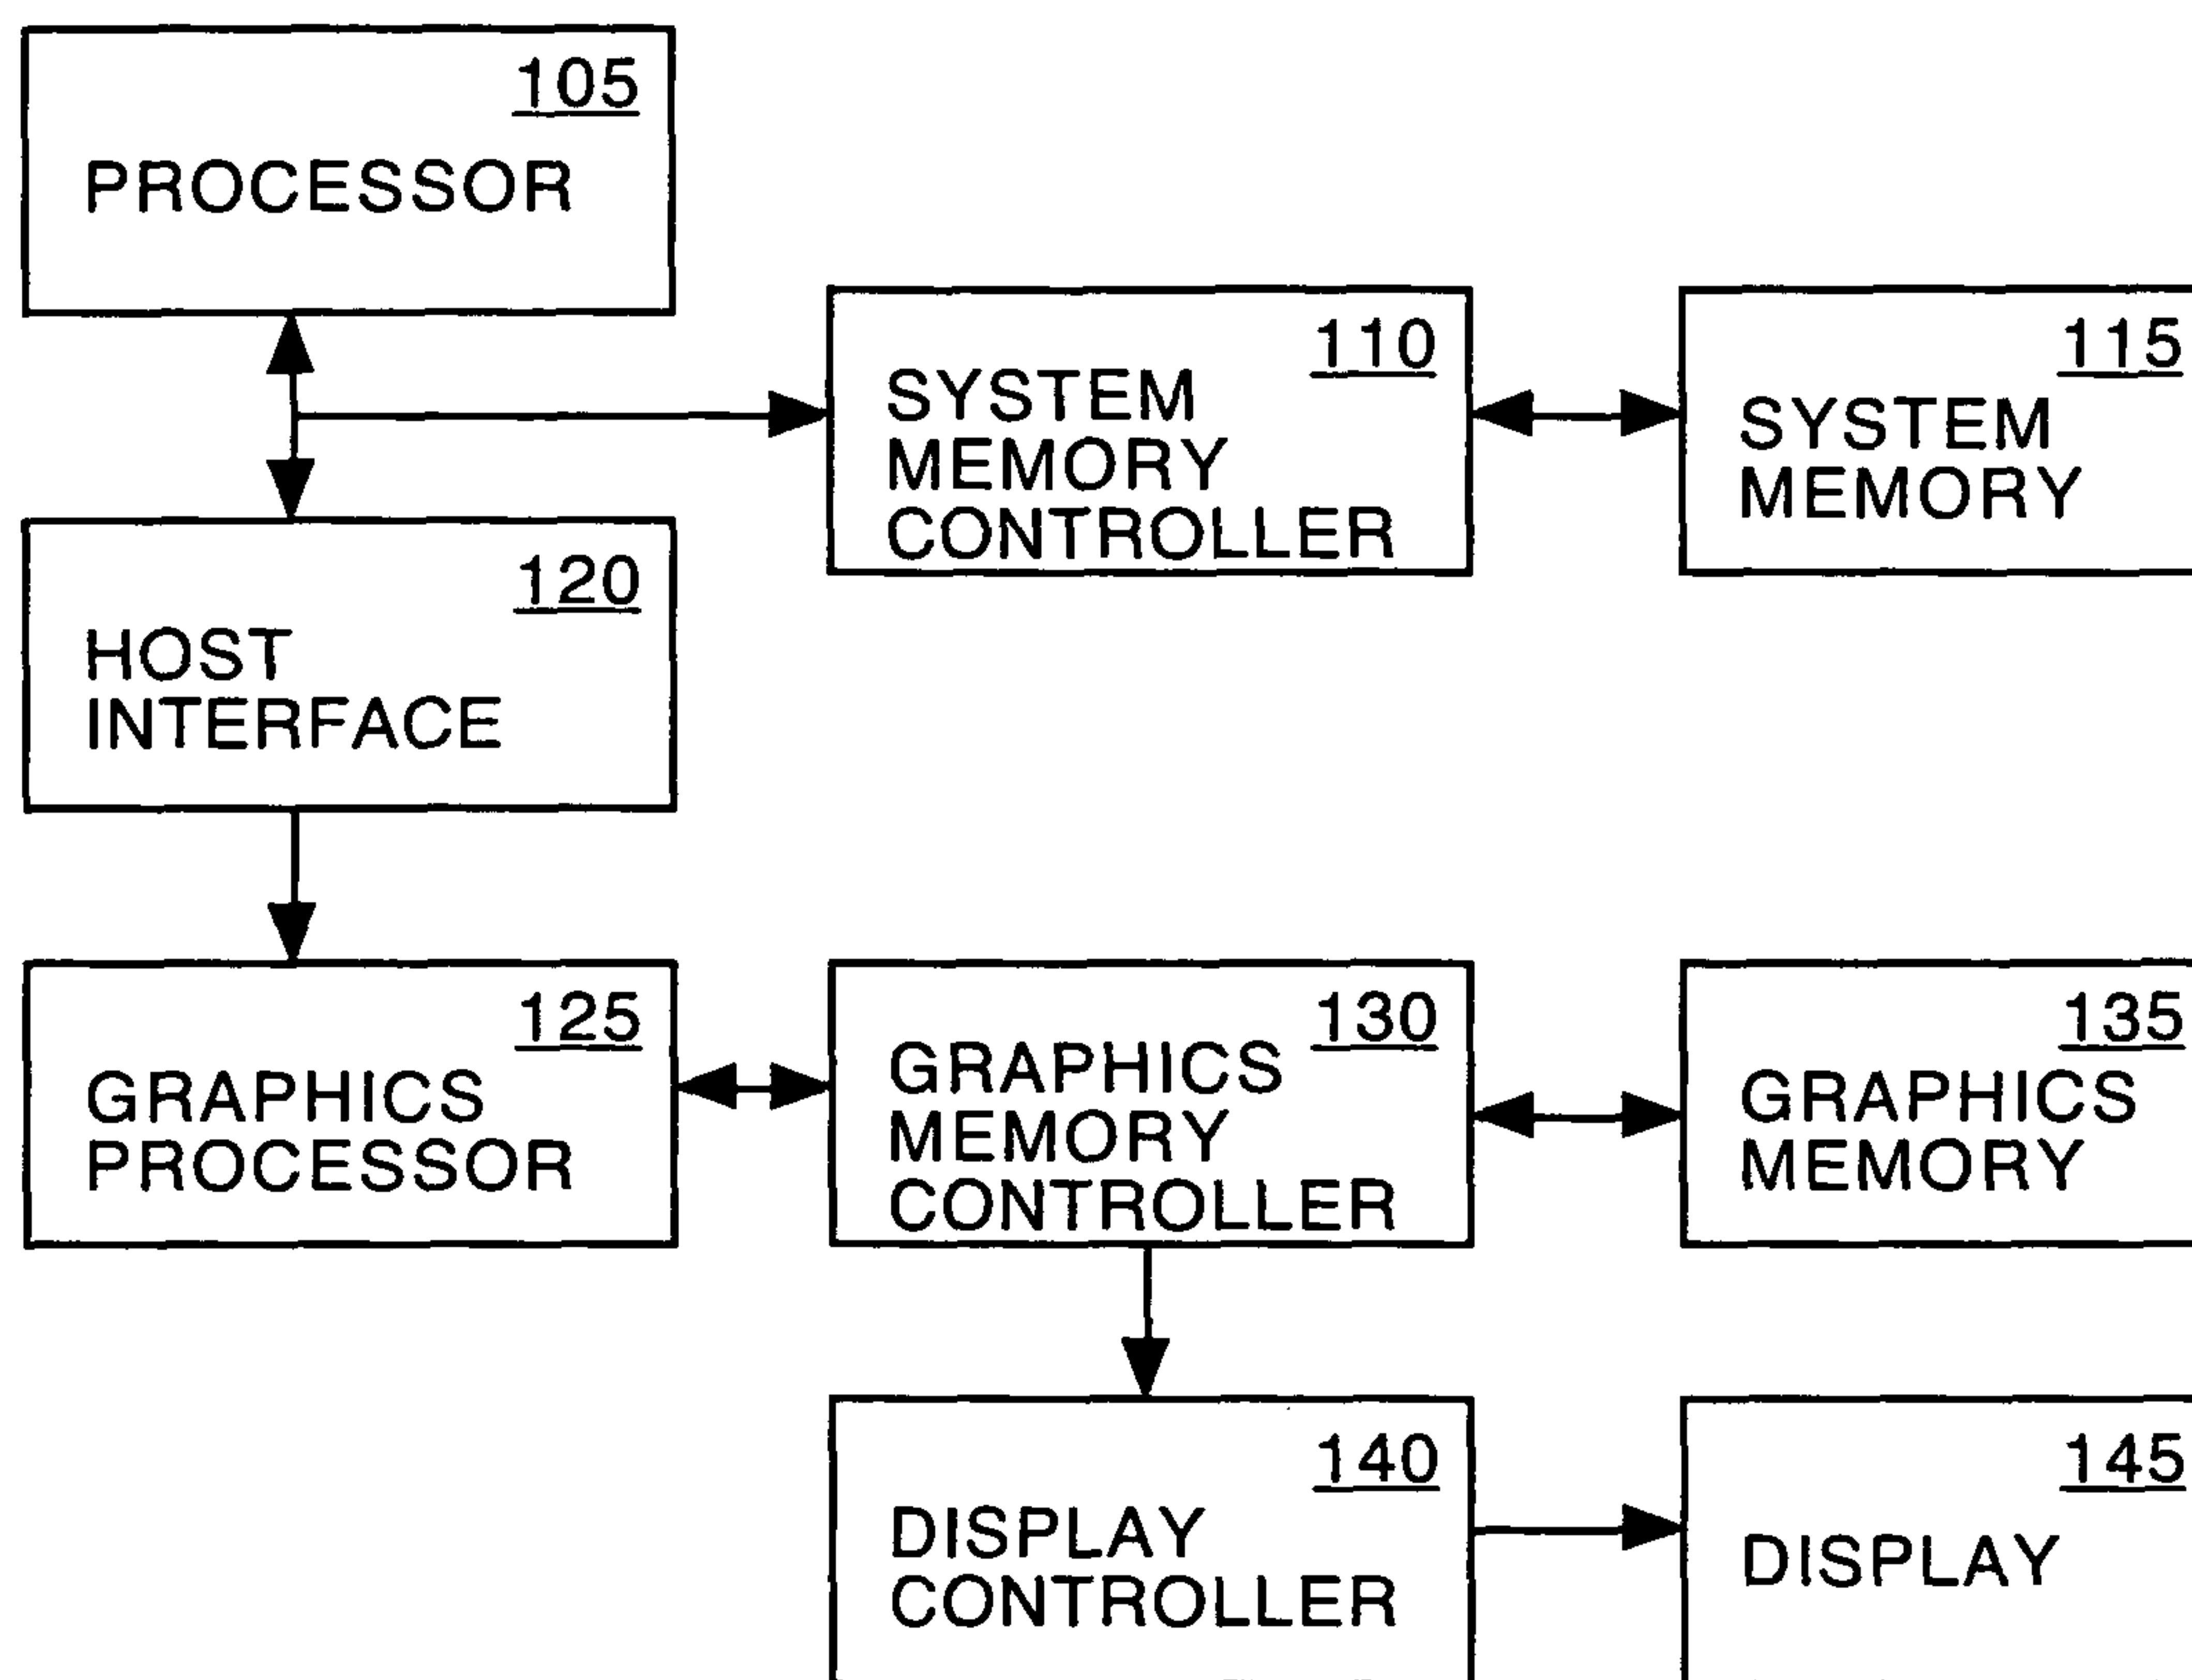 105
PROCESSOR
110
SYSTEM
MEMORY
CONTROLLER
115
SYSTEM
MEMORY
120
HOST
INTERFACE
125
GRAPHICS
PROCESSOR
130
GRAPHICS
MEMORY
CONTROLLER
135
GRAPHICS
MEMORY
140
DISPLAY
CONTROLLER
145
DISPLAY